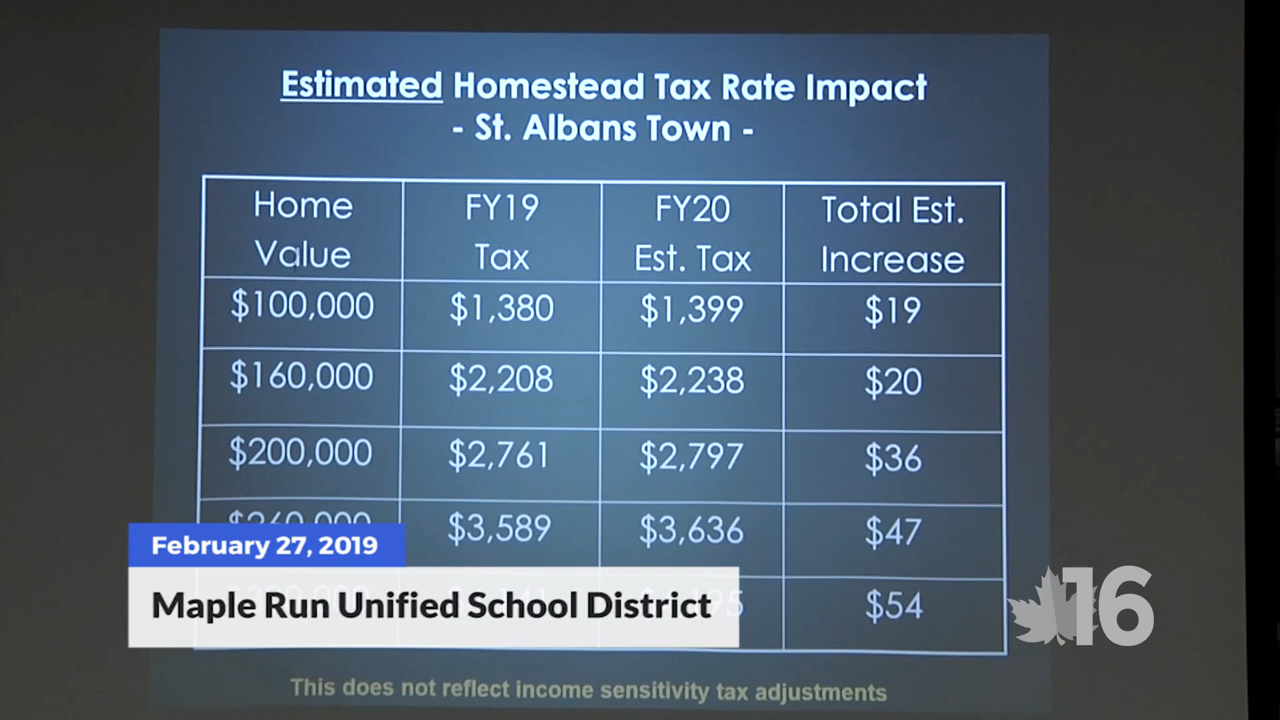 Estimated Homestead Tax Rate Impact
- St. Albans Town -
Home Value FY19 Tax FY20 Est. Tax Total Est. Increase
$100,000 $1,380 $1,399 $19
$160,000 $2,208 $2,238 $20
$200,000 $2,761 $2,797 $36
$260,000 $3,589 $3,636 $47
$54
February 27, 2019
Maple Run Unified School District
16
This does not reflect income sensitivity tax adjustments